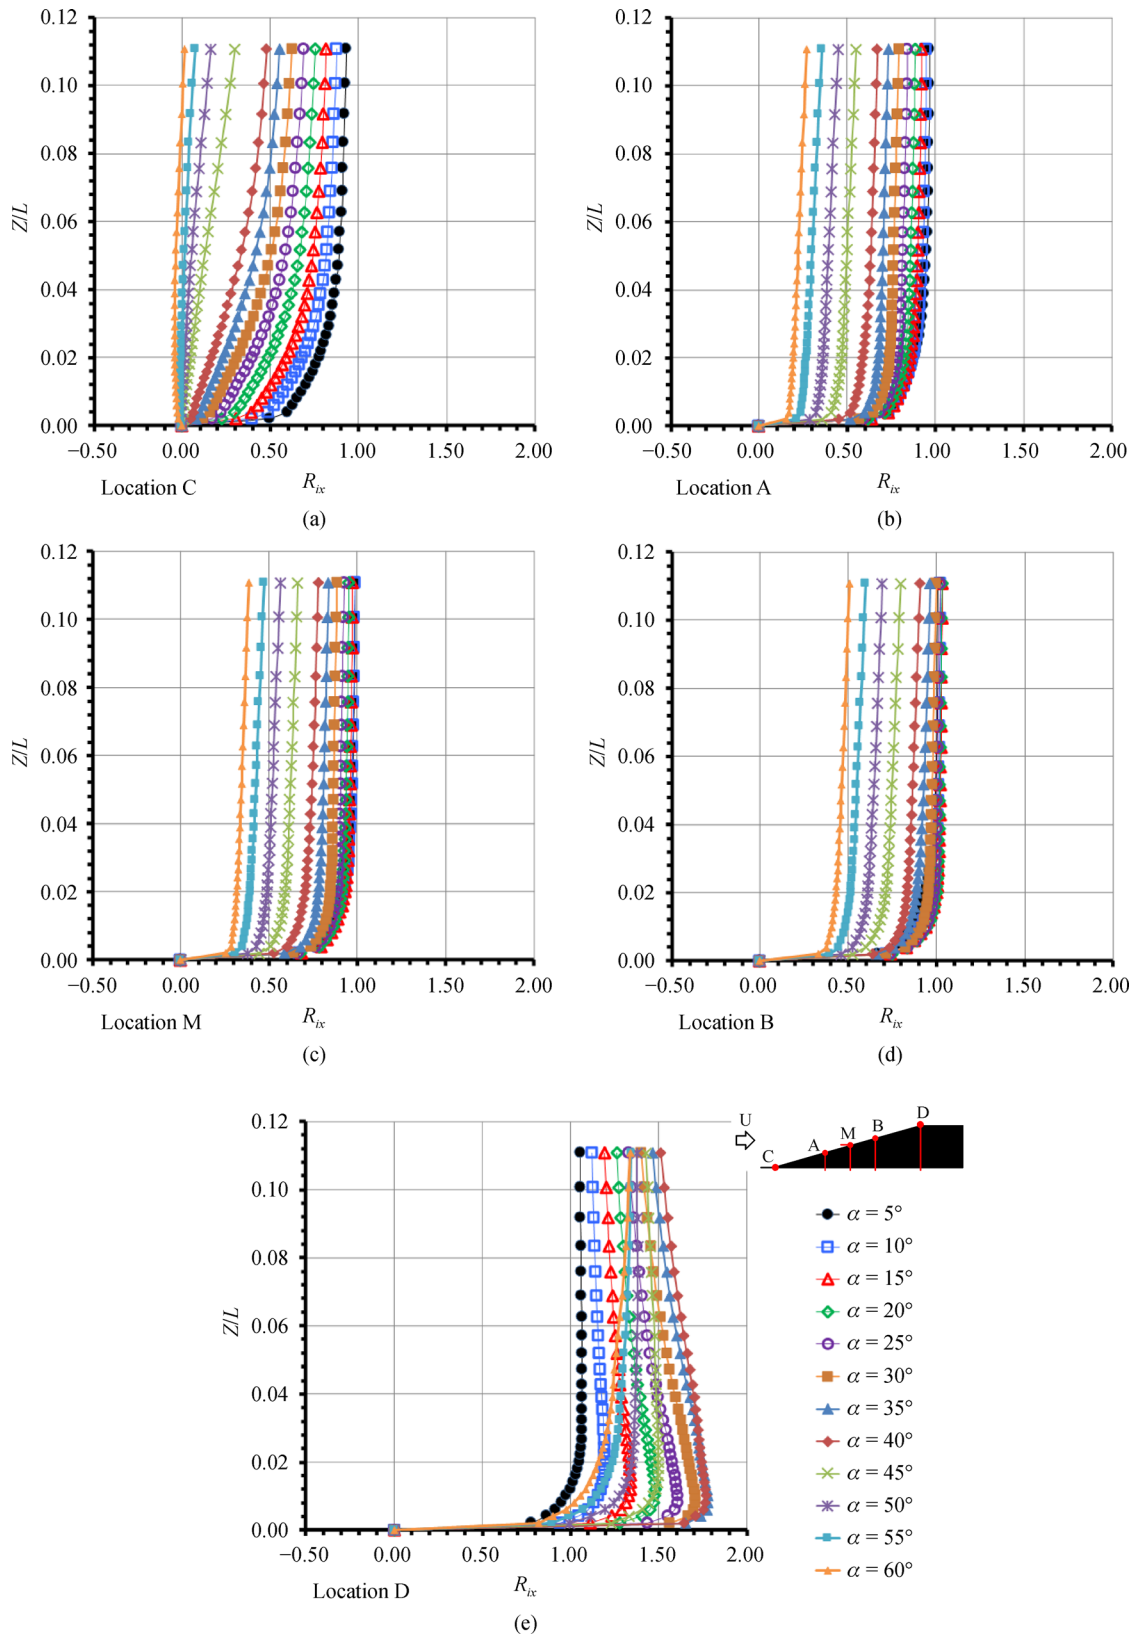 0.12
0.10
0.08
0.06
0.04
0.02
0.00
Z/L
−0.50 0.00 0.50 1.00 1.50 2.00
Location C
R_ix
(a)
0.12
0.10
0.08
0.06
0.04
0.02
0.00
Z/L
−0.50 0.00 0.50 1.00 1.50 2.00
Location A
R_ix
(b)
0.12
0.10
0.08
0.06
0.04
0.02
0.00
Z/L
−0.50 0.00 0.50 1.00 1.50 2.00
Location M
R_ix
(c)
0.12
0.10
0.08
0.06
0.04
0.02
0.00
Z/L
−0.50 0.00 0.50 1.00 1.50 2.00
Location B
R_ix
(d)
0.12
0.10
0.08
0.06
0.04
0.02
0.00
Z/L
−0.50 0.00 0.50 1.00 1.50 2.00
Location D
R_ix
(e)
U
C A M B D
α = 5°
α = 10°
α = 15°
α = 20°
α = 25°
α = 30°
α = 35°
α = 40°
α = 45°
α = 50°
α = 55°
α = 60°